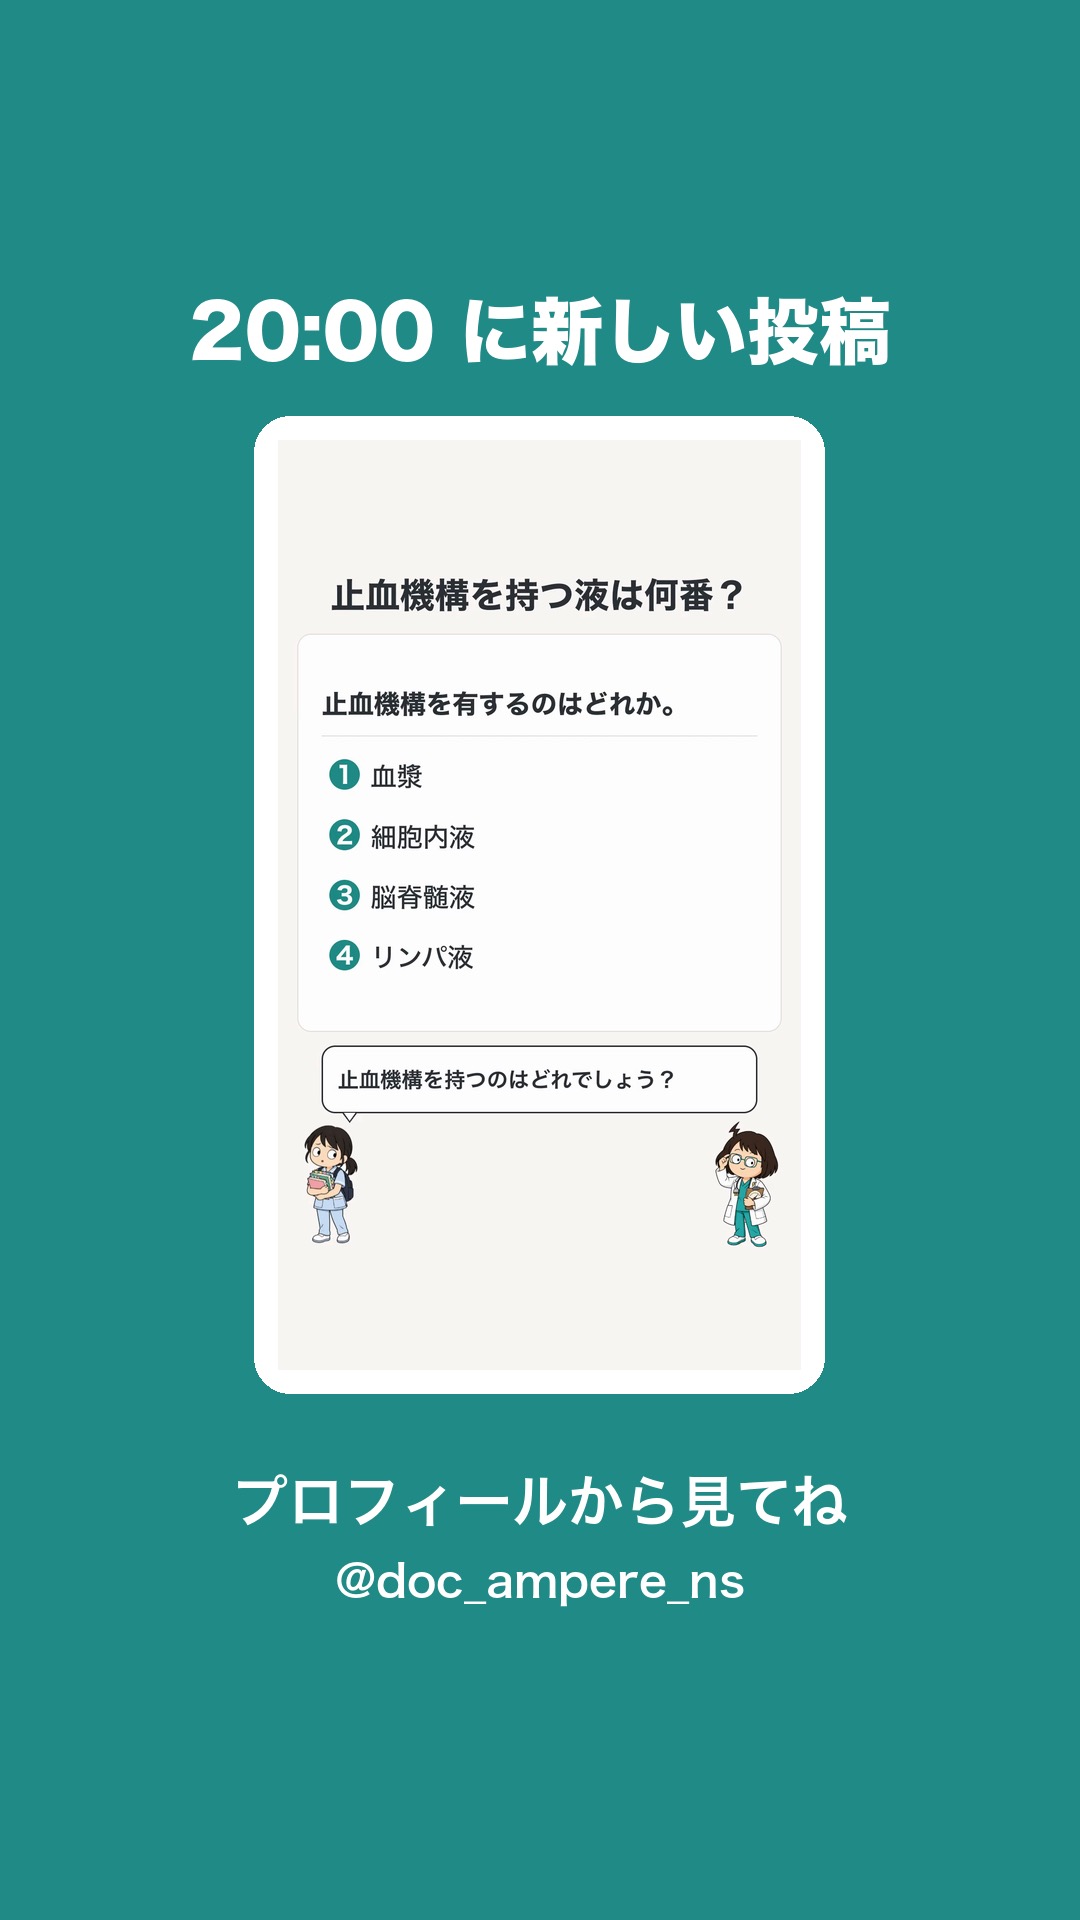 20:00 に新しい投稿
止血機構を持つ液は何番？
止血機構を有するのはどれか。
1 血漿
2 細胞内液
3 脳脊髄液
4 リンパ液
止血機構を持つのはどれでしょう？
プロフィールから見てね
@doc_ampere_ns